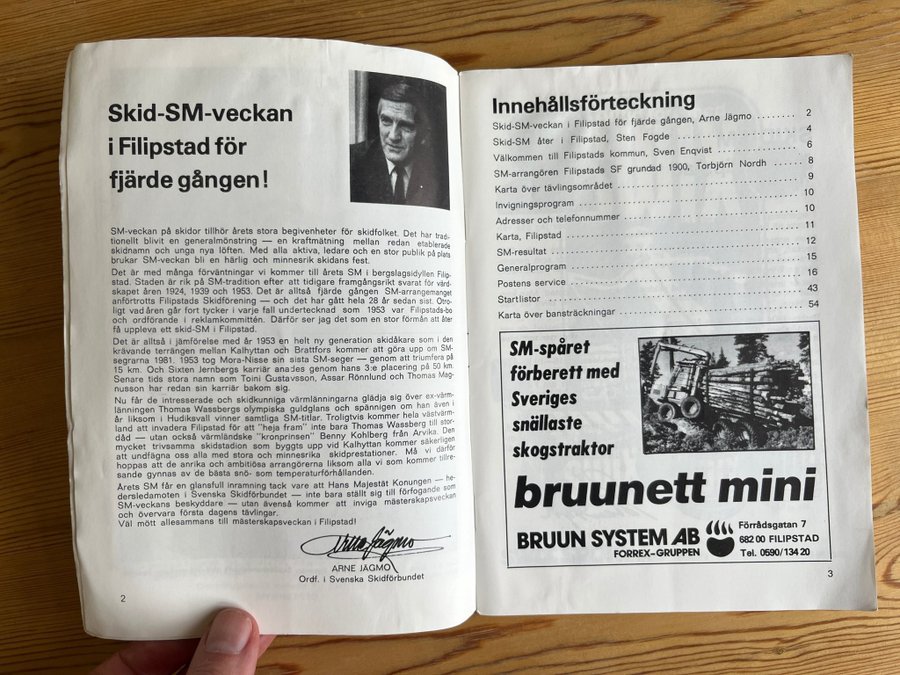 Skid-SM-veckan
i Filipstad för
fjärde gången!
SM-veckan på skidor tillhör årets stora begivenheter för skidfolket. Det har tradi-
tionellt blivit en generalmönstring — en kraftmätning mellan redan etablerade
skidnamn och unga nya löften. Med alla aktiva, ledare och en stor publik på plats
brukar SM-veckan bli en härlig och minnesrik skidans fest.
Det är med många förväntningar vi kommer till årets SM i bergslagsidyllen Filip-
stad. Staden är rik på SM-tradition efter att tidigare framgångsrikt svarat för värd-
skapet åren 1924, 1939 och 1953. Det är alltså fjärde gången SM-arrangemanget
anförtrotts Filipstads Skidförening — och det har gått hela 28 år sedan sist. Otro-
ligt vad åren går fort tycker i varje fall undertecknad som 1953 var Filipstads-bo
och ordförande i reklamkommittén. Därför ser jag det som en stor förmån att åter
få uppleva ett skid-SM i Filipstad.
Det är alltså i jämförelse med år 1953 en helt ny generation skidåkare som i den
krävande terrängen mellan Kalhyttan och Brattfors kommer att göra upp om SM-
segrarna 1981. 1953 tog Mora-Nisse sin sista SM-seger — genom att triumfera på
15 km. Och Sixten Jernbergs karriär anades genom hans 3:e placering på 50 km.
Senare tids stora namn som Toini Gustavsson, Assar Rönnlund och Thomas Mag-
nusson har redan sin karriär bakom sig.
Nu får de intresserade och skidkunniga värmlänningarna glädja sig över ex-värm-
länningen Thomas Wassbergs olympiska guldglans och spänningen om han även i
år liksom i Hudiksvall vinner samtliga SM-titlar. Troligtvis kommer hela västvärm-
land att invadera Filipstad för att "heja fram" inte bara Thomas Wassberg till stor-
dåd — utan också värmländske "kronprinsen" Benny Kohlberg från Arvika. Den
mycket trivsamma skidstadion som byggts upp vid Kalhyttan kommer säkerligen
att undfägna oss alla med stora och minnesrika skidprestationer. Må vi därför
hoppas att de anrika och ambitiösa arrangörerna liksom alla vi som kommer tillre-
sande gynnas av de bästa snö- som temperaturförhållanden.
Årets SM får en glansfull inramning tack vare att Hans Majestät Konungen — he-
dersledamoten i Svenska Skidförbundet — inte bara ställt sig till förfogande som
SM-veckans beskyddare — utan även så kommer att inviga mästerskapsveckan
och övervara första dagens tävlingar.
Väl mött allesammans till mästerskapsveckan i Filipstad!
Arne Jägmo
ARNE JÄGMO
Ordf. i Svenska Skidförbundet
2
Innehållsförteckning
Skid-SM-veckan i Filipstad för fjärde gången, Arne Jägmo ........ 2
Skid-SM åter i Filipstad, Sten Fogde ........ 4
Välkommen till Filipstads kommun, Sven Enqvist ........ 6
SM-arrangören Filipstads SF grundad 1900, Torbjörn Nordh ........ 8
Karta över tävlingsområdet ........ 9
Invigningsprogram ........ 10
Adresser och telefonnummer ........ 10
Karta, Filipstad ........ 11
SM-resultat ........ 12
Generalprogram ........ 15
Postens service ........ 16
Startlistor ........ 43
Karta över bansträckningar ........ 54
SM-spåret
förberett med
Sveriges
snällaste
skogstraktor
bruunett mini
BRUUN SYSTEM AB
FORREX-GRUPPEN
Förrådsgatan 7
682 00 FILIPSTAD
Tel. 0590/134 20
3